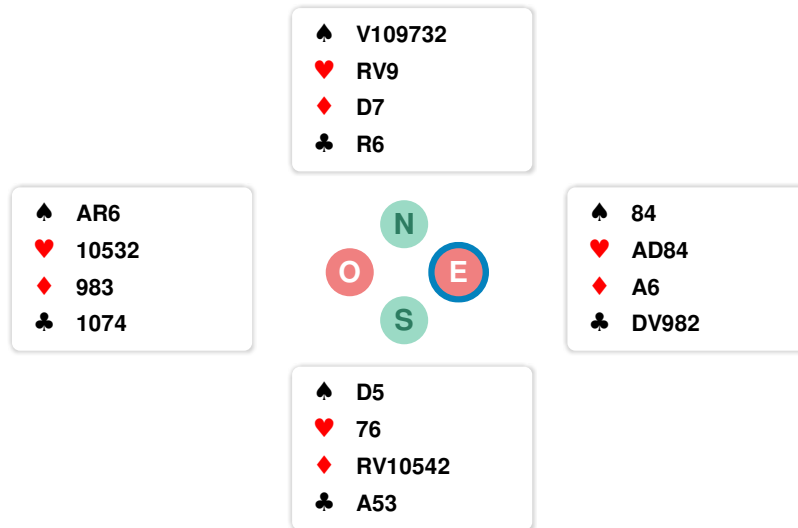 ♠ V109732
♥ RV9
♦ D7
♣ R6
♠ AR6
♥ 10532
♦ 983
♣ 1074
N
O E
S
♠ 84
♥ AD84
♦ A6
♣ DV982
♠ D5
♥ 76
♦ RV10542
♣ A53